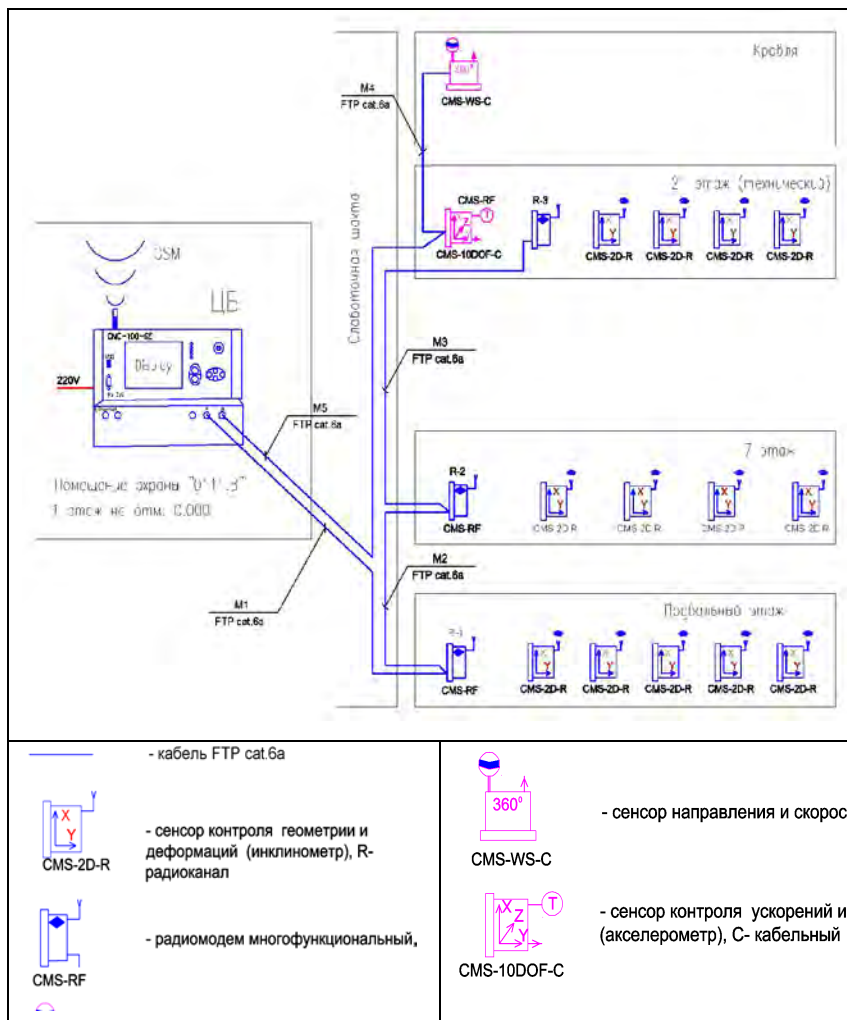 Кровля
360°
CMS-WS-C
M4
FTP cat.6a
этаж (технический)
CMS-RF
T
X
Z
Y
CMS-10DOF-C
R-3
X
Y
CMS-2D-R
X
Y
CMS-2D-R
X
Y
CMS-2D-R
X
Y
CMS-2D-R
Слаботочная шахта
GSM
ЦБ
Display
220V
M5
FTP cat.6a
Помещение охраны
1 этаж на отм. 0.000
M3
FTP cat.6a
7 этаж
R-2
CMS-RF
X
Y
CMS-2D-R
X
Y
CMS-2D-R
X
Y
CMS-2D-R
X
Y
CMS-2D-R
M1
FTP cat.6a
M2
FTP cat.6a
этаж
R-1
CMS-RF
X
Y
CMS-2D-R
X
Y
CMS-2D-R
X
Y
CMS-2D-R
X
Y
CMS-2D-R
X
Y
CMS-2D-R
- кабель FTP cat.6a
X
Y
CMS-2D-R
- сенсор контроля геометрии и
деформаций (инклинометр), R-
радиоканал
CMS-RF
- радиомодем многофункциональный,
360°
CMS-WS-C
- сенсор направления и скорос
X
Z
Y
T
CMS-10DOF-C
- сенсор контроля ускорений и
(акселерометр), С- кабельный